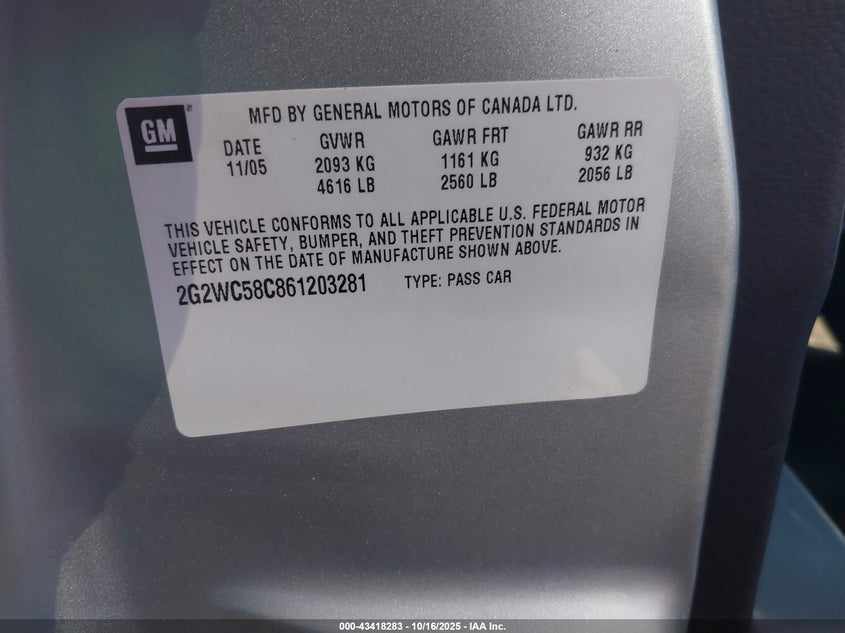 GM ®
MFD BY GENERAL MOTORS OF CANADA LTD.
DATE GVWR GAWR FRT GAWR RR
11/05 2093 KG 1161 KG 932 KG
4616 LB 2560 LB 2056 LB
THIS VEHICLE CONFORMS TO ALL APPLICABLE U.S. FEDERAL MOTOR
VEHICLE SAFETY, BUMPER, AND THEFT PREVENTION STANDARDS IN
EFFECT ON THE DATE OF MANUFACTURE SHOWN ABOVE.
2G2WC58C861203281 TYPE: PASS CAR
000-43418283 - 10/16/2025 - IAA Inc.